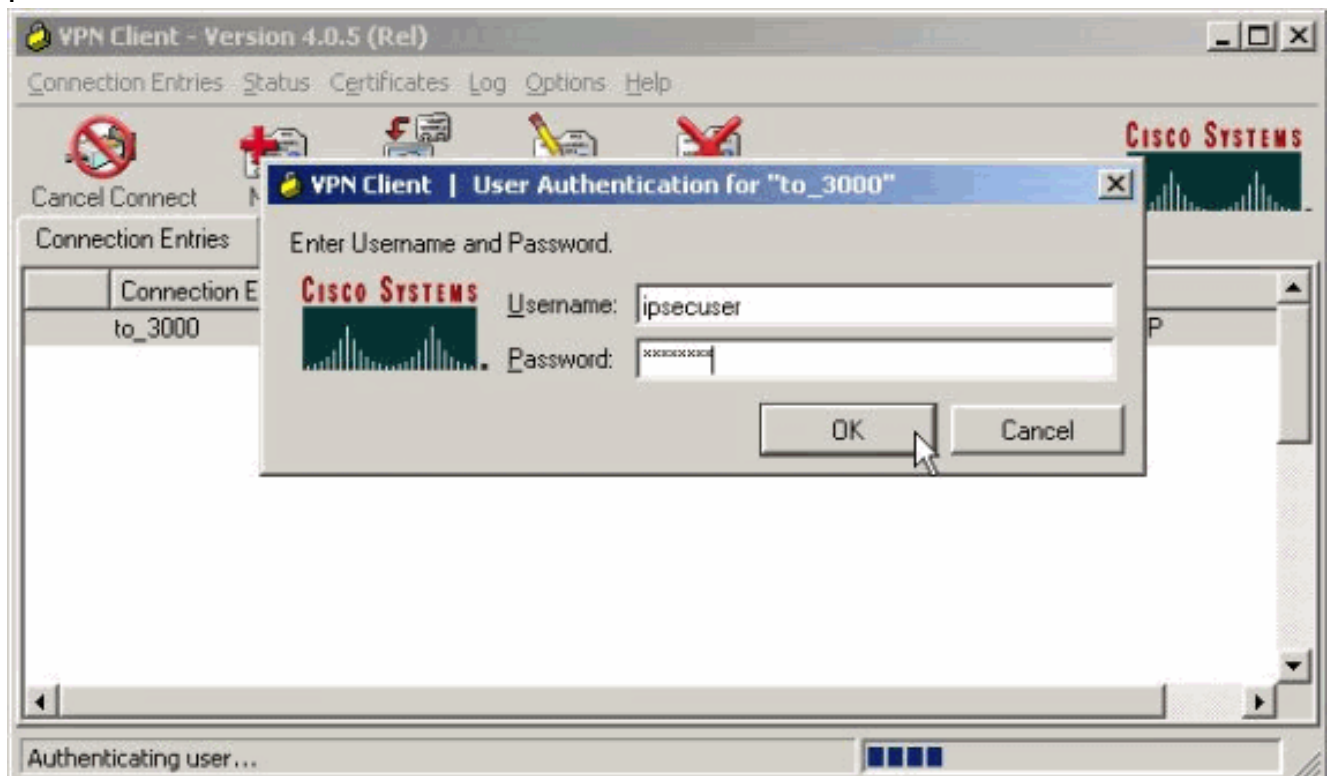 VPN Client - Version 4.0.5 (Rel)
Connection Entries Status Certificates Log Options Help
CISCO SYSTEMS
Cancel Connect
VPN Client | User Authentication for "to_3000"
Connection Entries
Enter Username and Password.
Connection E
CISCO SYSTEMS
Username: ipsecuser
to_3000
P
Password: ********
OK Cancel
Authenticating user...